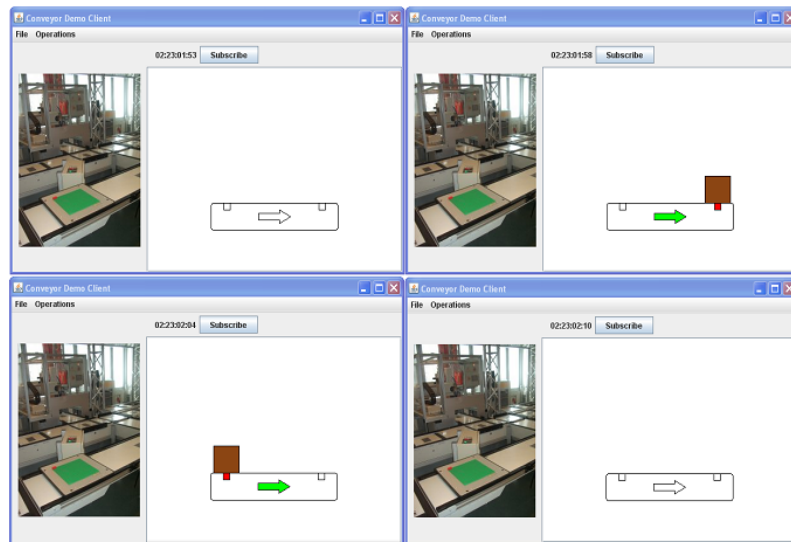 Conveyor Demo Client
File Operations
02:23:01:53 Subscribe
Conveyor Demo Client
File Operations
02:23:01:58 Subscribe
Conveyor Demo Client
File Operations
02:23:02:04 Subscribe
Conveyor Demo Client
File Operations
02:23:02:10 Subscribe